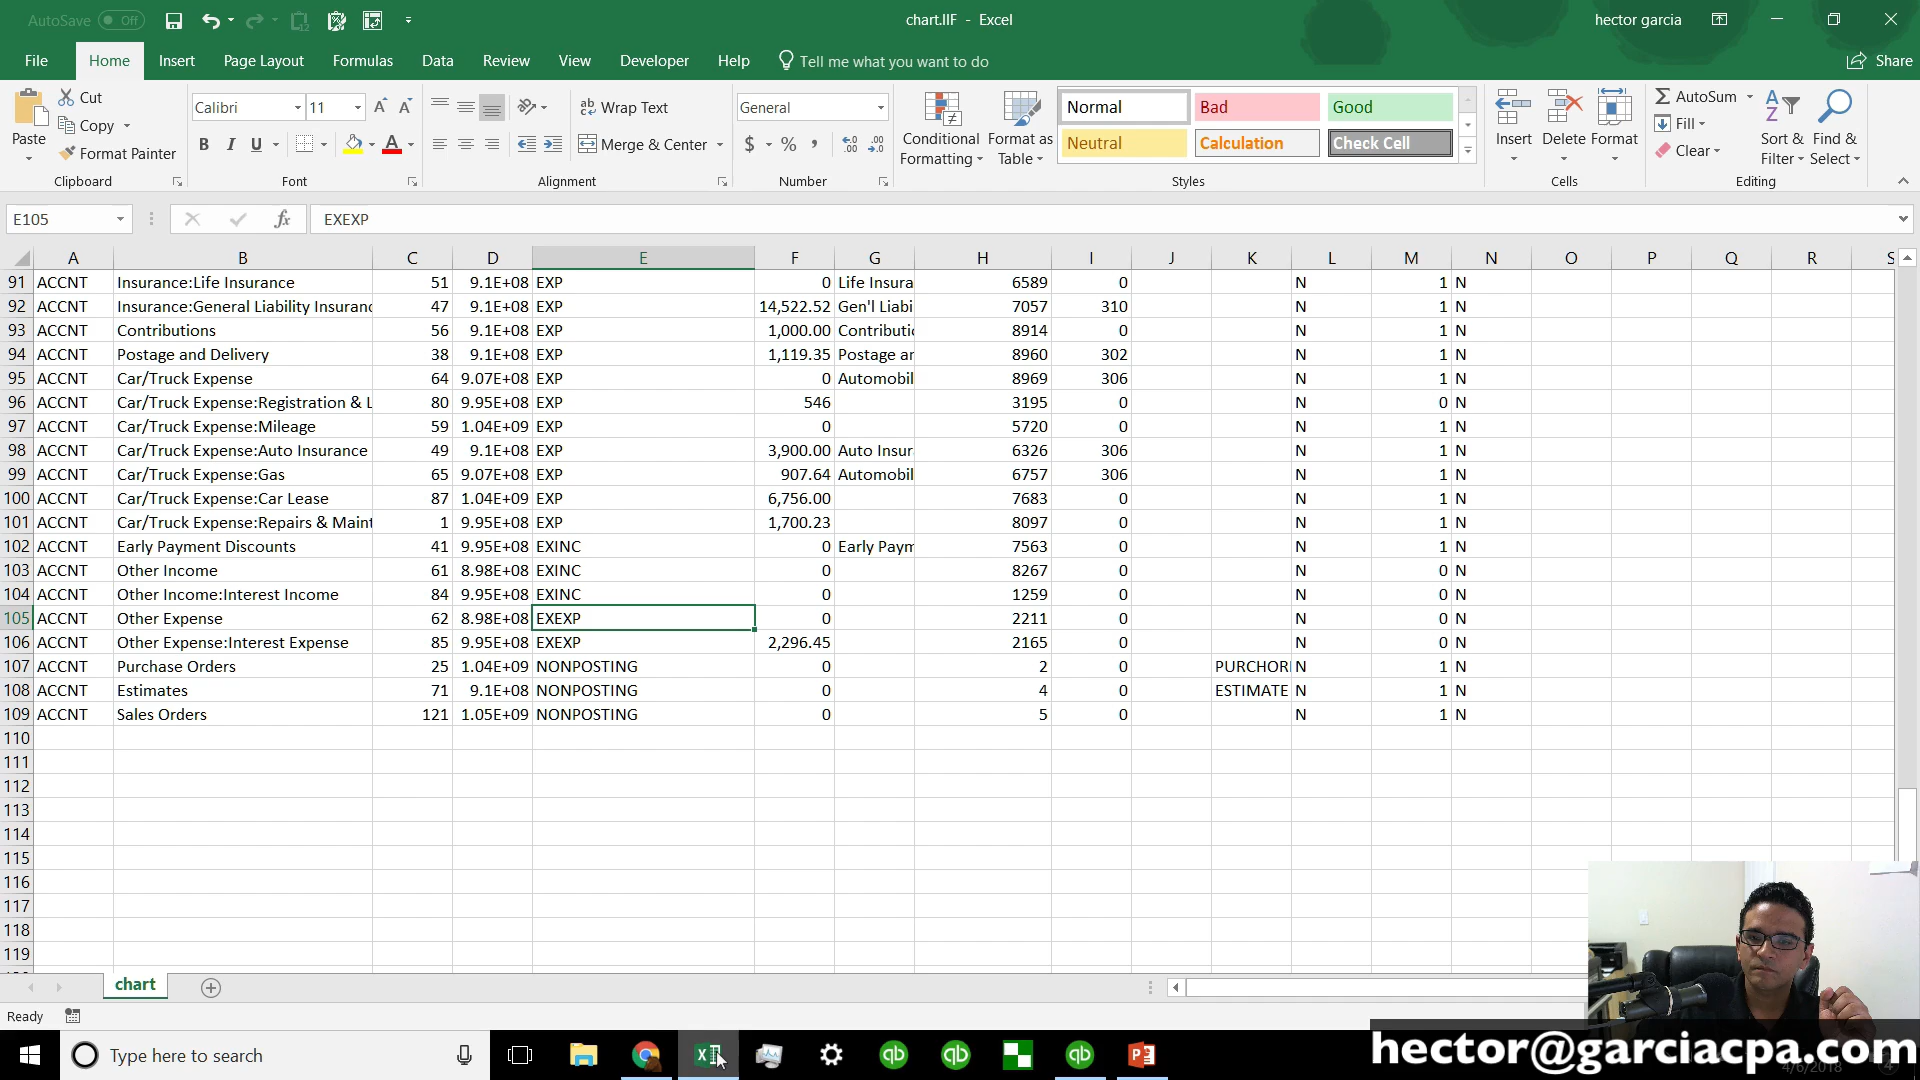 AutoSave Off
chart.IIF - Excel
hector garcia
File Home Insert Page Layout Formulas Data Review View Developer Help Tell me what you want to do Share
Paste
Cut
Copy
Format Painter
Clipboard
Calibri 11
B I U
Font
Wrap Text
Merge & Center
Alignment
General
$ % ,
Number
Conditional Formatting
Format as Table
Normal Bad Good
Neutral Calculation Check Cell
Styles
Insert Delete Format
Cells
AutoSum
Fill
Clear
Sort & Filter
Find & Select
Editing
E105 fx EXEXP
A B C D E F G H I J K L M N O P Q R S
91 ACCNT Insurance:Life Insurance 51 9.1E+08 EXP 0 Life Insura 6589 0 N 1 N
92 ACCNT Insurance:General Liability Insuranc 47 9.1E+08 EXP 14,522.52 Gen'l Liabi 7057 310 N 1 N
93 ACCNT Contributions 56 9.1E+08 EXP 1,000.00 Contributio 8914 0 N 1 N
94 ACCNT Postage and Delivery 38 9.1E+08 EXP 1,119.35 Postage ar 8960 302 N 1 N
95 ACCNT Car/Truck Expense 64 9.07E+08 EXP 0 Automobil 8969 306 N 1 N
96 ACCNT Car/Truck Expense:Registration & L 80 9.95E+08 EXP 546 3195 0 N 0 N
97 ACCNT Car/Truck Expense:Mileage 59 1.04E+09 EXP 0 5720 0 N 1 N
98 ACCNT Car/Truck Expense:Auto Insurance 49 9.1E+08 EXP 3,900.00 Auto Insur 6326 306 N 1 N
99 ACCNT Car/Truck Expense:Gas 65 9.07E+08 EXP 907.64 Automobil 6757 306 N 1 N
100 ACCNT Car/Truck Expense:Car Lease 87 1.04E+09 EXP 6,756.00 7683 0 N 1 N
101 ACCNT Car/Truck Expense:Repairs & Maint 1 9.95E+08 EXP 1,700.23 8097 0 N 1 N
102 ACCNT Early Payment Discounts 41 9.95E+08 EXINC 0 Early Paym 7563 0 N 1 N
103 ACCNT Other Income 61 8.98E+08 EXINC 0 8267 0 N 0 N
104 ACCNT Other Income:Interest Income 84 9.95E+08 EXINC 0 1259 0 N 0 N
105 ACCNT Other Expense 62 8.98E+08 EXEXP 0 2211 0 N 0 N
106 ACCNT Other Expense:Interest Expense 85 9.95E+08 EXEXP 2,296.45 2165 0 N 0 N
107 ACCNT Purchase Orders 25 1.04E+09 NONPOSTING 0 2 0 PURCHOR N 1 N
108 ACCNT Estimates 71 9.1E+08 NONPOSTING 0 4 0 ESTIMATE N 1 N
109 ACCNT Sales Orders 121 1.05E+09 NONPOSTING 0 5 0 N 1 N
110
111
112
113
114
115
116
117
118
119
chart
Ready
Type here to search
hector@garciacpa.com
4/6/2018